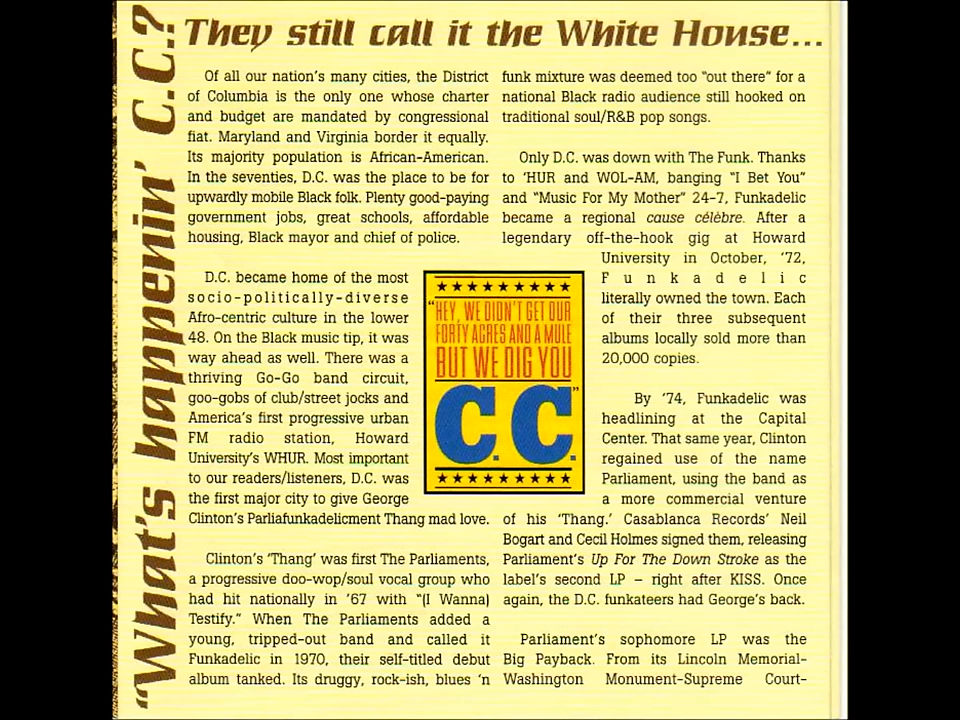 "What's happenin' C.C.?
They still call it the White House...
Of all our nation's many cities, the District
of Columbia is the only one whose charter
and budget are mandated by congressional
fiat. Maryland and Virginia border it equally.
Its majority population is African-American.
In the seventies, D.C. was the place to be for
upwardly mobile Black folk. Plenty good-paying
government jobs, great schools, affordable
housing, Black mayor and chief of police.
D.C. became home of the most
socio-politically-diverse
Afro-centric culture in the lower
48. On the Black music tip, it was
way ahead as well. There was a
thriving Go-Go band circuit,
goo-gobs of club/street jocks and
America's first progressive urban
FM radio station, Howard
University's WHUR. Most important
to our readers/listeners, D.C. was
the first major city to give George
Clinton's Parliafunkadelicment Thang mad love.
Clinton's 'Thang' was first The Parliaments,
a progressive doo-wop/soul vocal group who
had hit nationally in '67 with "(I Wanna)
Testify." When The Parliaments added a
young, tripped-out band and called it
Funkadelic in 1970, their self-titled debut
album tanked. Its druggy, rock-ish, blues 'n
"HEY, WE DIDN'T GET OUR
FORTY ACRES AND A MULE
BUT WE DIG YOU
C.C."
funk mixture was deemed too "out there" for a
national Black radio audience still hooked on
traditional soul/R&B pop songs.
Only D.C. was down with The Funk. Thanks
to 'HUR and WOL-AM, banging "I Bet You"
and "Music For My Mother" 24-7, Funkadelic
became a regional cause célèbre. After a
legendary off-the-hook gig at Howard
University in October, '72,
Funkadelic
literally owned the town. Each
of their three subsequent
albums locally sold more than
20,000 copies.
By '74, Funkadelic was
headlining at the Capital
Center. That same year, Clinton
regained use of the name
Parliament, using the band as
a more commercial venture
of his 'Thang.' Casablanca Records' Neil
Bogart and Cecil Holmes signed them, releasing
Parliament's Up For The Down Stroke as the
label's second LP – right after KISS. Once
again, the D.C. funkateers had George's back.
Parliament's sophomore LP was the
Big Payback. From its Lincoln Memorial-
Washington Monument-Supreme Court-